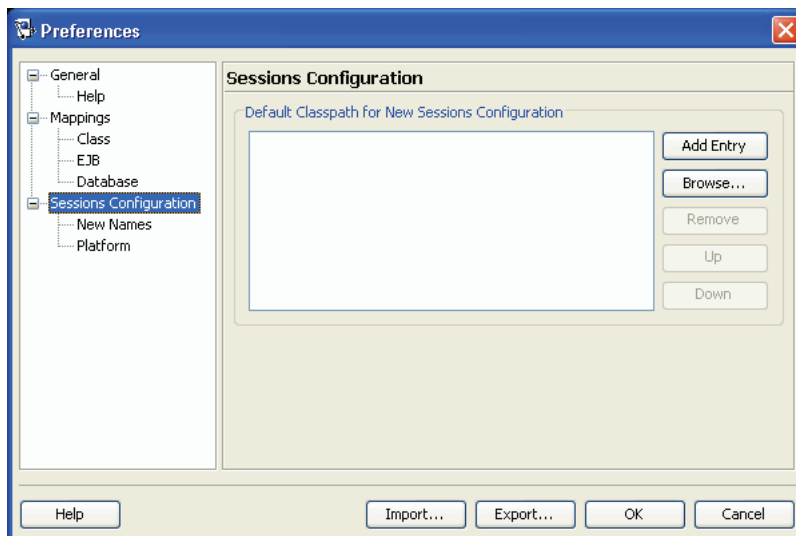 Preferences
General
Help
Mappings
Class
EJB
Database
Sessions Configuration
New Names
Platform
Sessions Configuration
Default Classpath for New Sessions Configuration
Add Entry
Browse...
Remove
Up
Down
Help
Import...
Export...
OK
Cancel